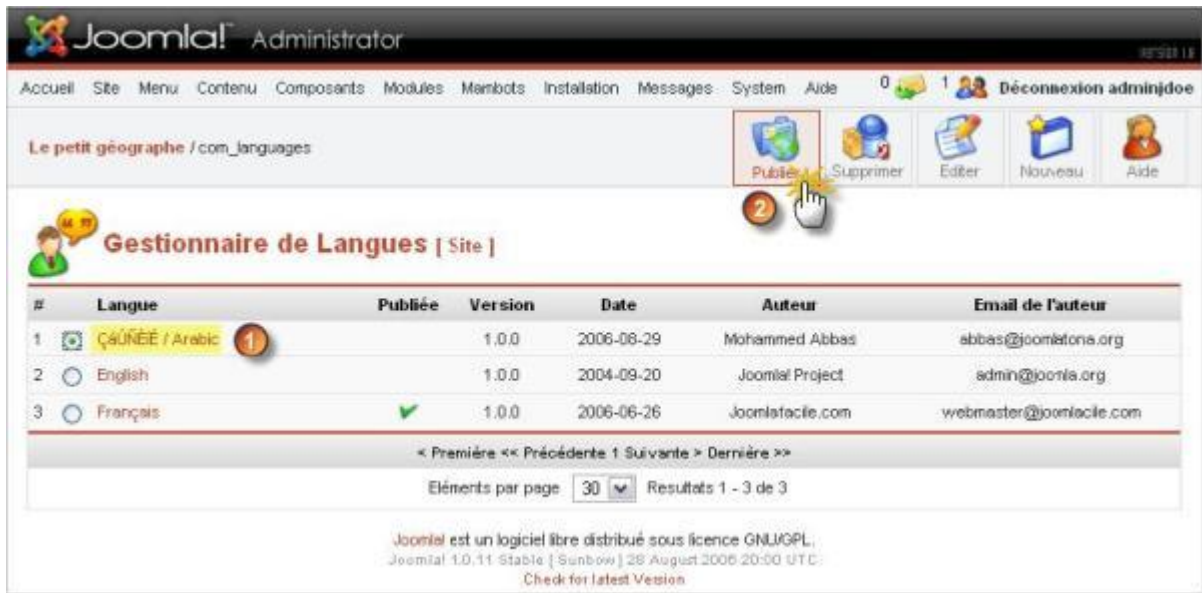 Joomla!™ Administrator
version 1.0
Accueil Site Menu Contenu Composants Modules Mambots Installation Messages System Aide 0 1 Déconnexion adminjdoe
Le petit géographe / com_languages
Publier Supprimer Editer Nouveau Aide
2
Gestionnaire de Langues [ Site ]
# Langue Publiée Version Date Auteur Email de l'auteur
1 ÇáÚÑÈíÉ / Arabic 1 1.0.0 2006-08-29 Mohammed Abbas abbas@joomlatona.org
2 English 1.0.0 2004-09-20 Joomla! Project admin@joomla.org
3 Français 1.0.0 2006-06-26 Joomlafacile.com webmaster@joomlacile.com
< Première << Précédente 1 Suivante > Dernière >>
Eléments par page 30 Resultats 1 - 3 de 3
Joomla! est un logiciel libre distribué sous licence GNU/GPL.
Joomla! 1.0.11 Stable [ Sunbow ] 28 August 2006 20:00 UTC
Check for latest Version